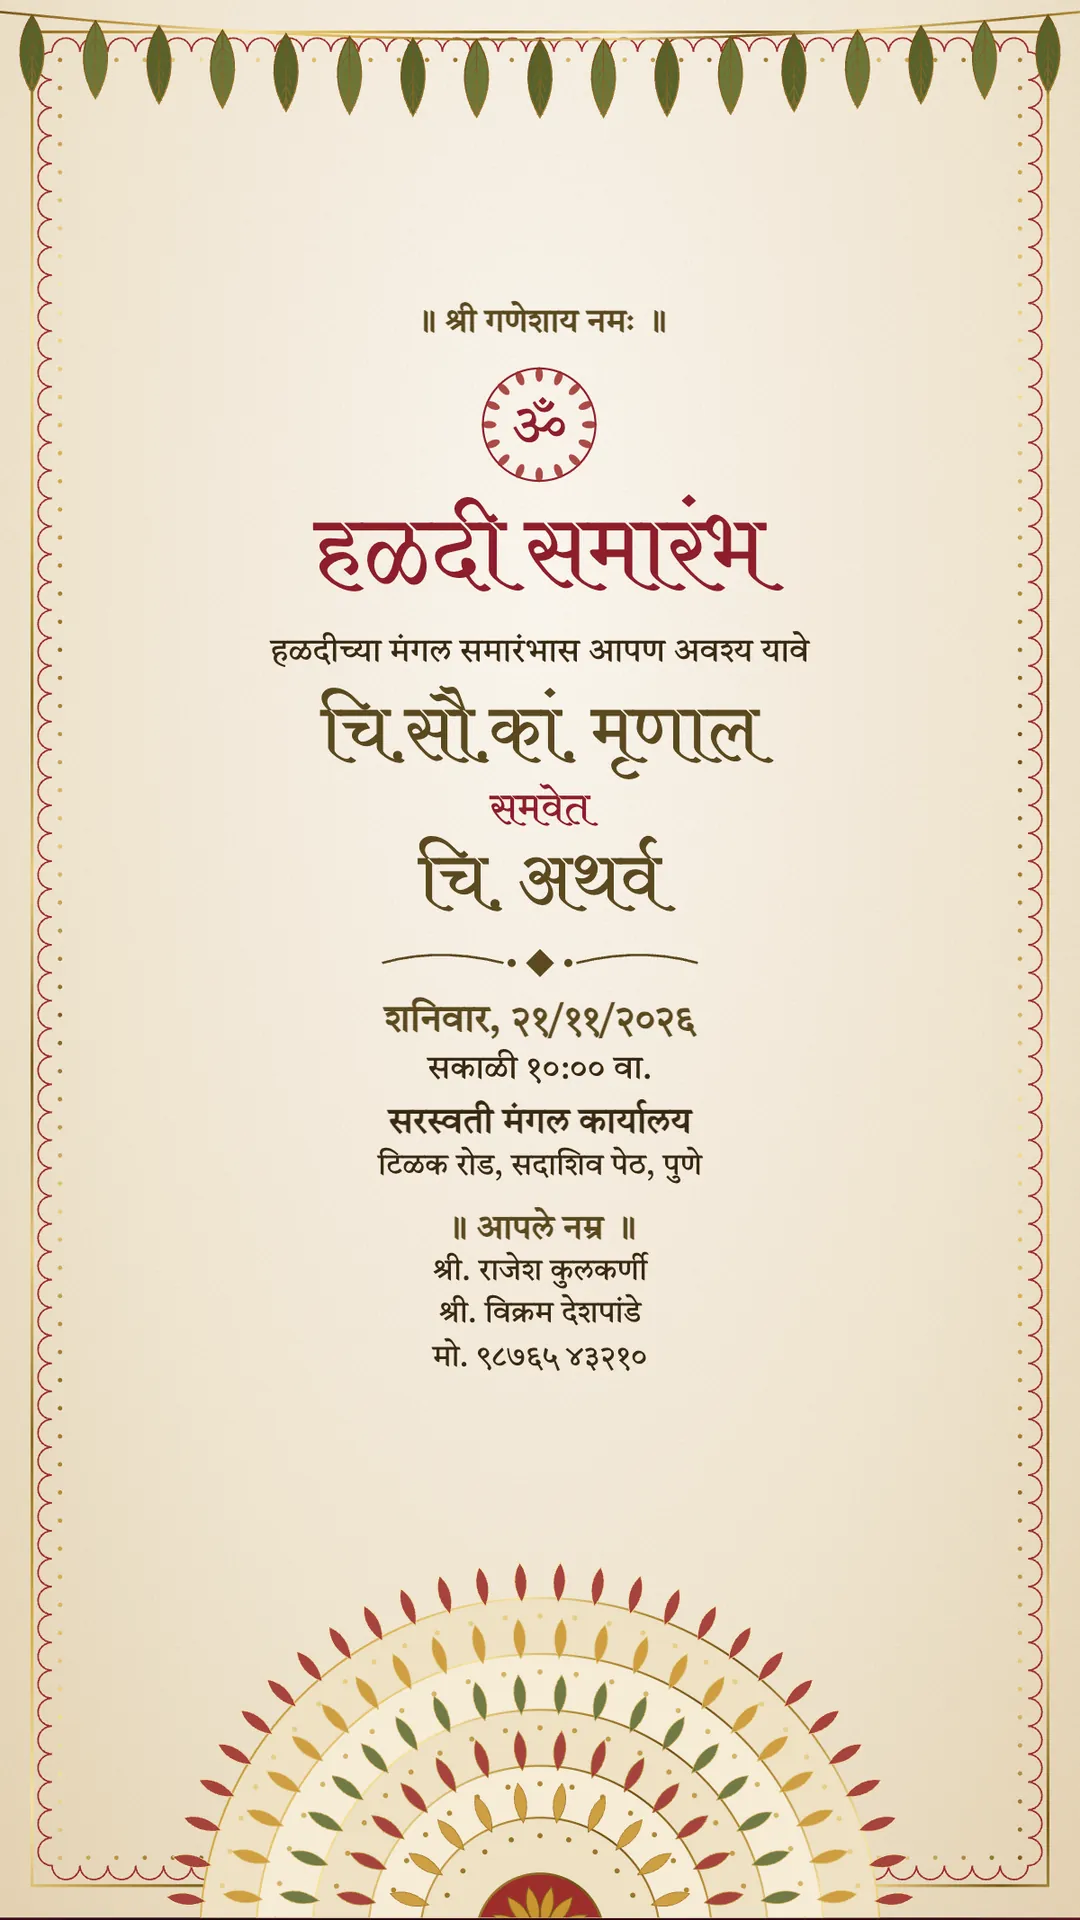 ॥ श्री गणेशाय नमः ॥
ॐ
हळदी समारंभ
हळदीच्या मंगल समारंभास आपण अवश्य यावे
चि.सौ.कां. मृणाल
समवेत
चि. अथर्व
शनिवार, २१/११/२०२६
सकाळी १०:०० वा.
सरस्वती मंगल कार्यालय
टिळक रोड, सदाशिव पेठ, पुणे
॥ आपले नम्र ॥
श्री. राजेश कुलकर्णी
श्री. विक्रम देशपांडे
मो. ९८७६५ ४३२१०